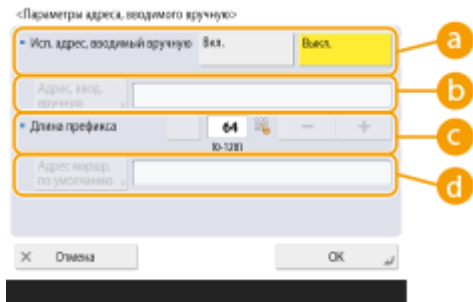 <Параметры адреса, вводимого вручную>
Исп. адрес, вводимый вручную Вкл. Выкл.
a
Адрес, ввод. вручную
b
Длина префикса 64 − +
(0-128)
c
Адрес маршр. по умолчанию
d
× Отмена OK